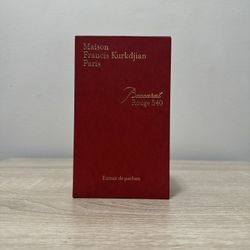 Maison
Francis Kurkdjian
Paris
Baccarat
Rouge 540
Extrait de parfum